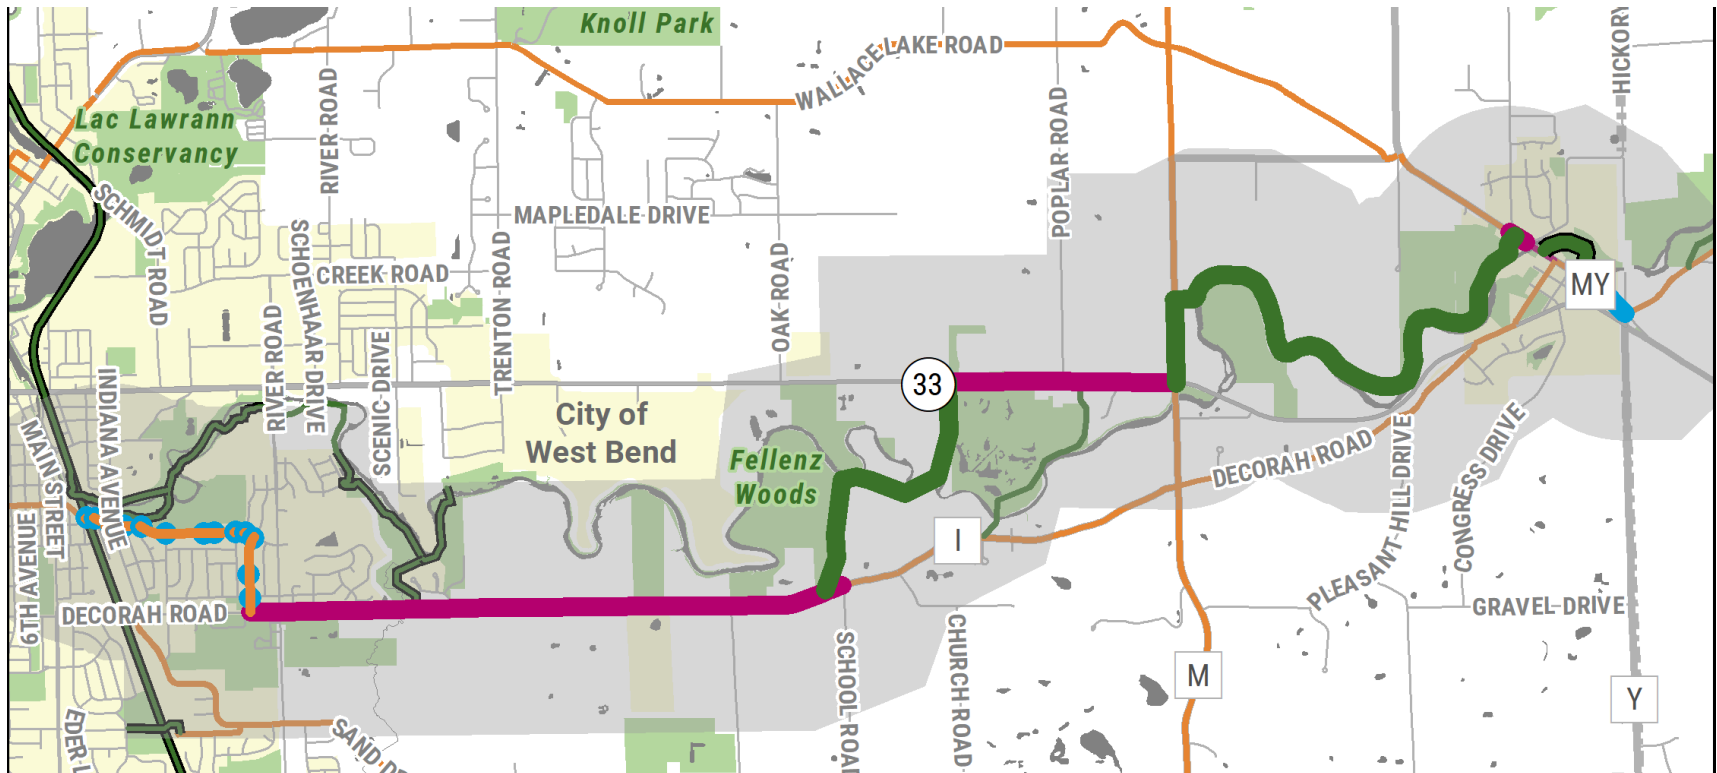 Knoll Park
WALLACE LAKE ROAD
HICKORY
Lac Lawrann
Conservancy
RIVER ROAD
POPLAR ROAD
SCHMIDT ROAD
MAPLEDALE DRIVE
SCHOENHAAR DRIVE
CREEK ROAD
TRENTON ROAD
OAK ROAD
MY
RIVER ROAD
SCENIC DRIVE
INDIANA AVENUE
33
City of
West Bend
MAIN STREET
Fellenz
Woods
DECORAH ROAD
PLEASANT HILL DRIVE
CONGRESS DRIVE
I
6TH AVENUE
DECORAH ROAD
GRAVEL DRIVE
SCHOOL ROAD
CHURCH ROAD
M
Y
EDER L
SAND DR